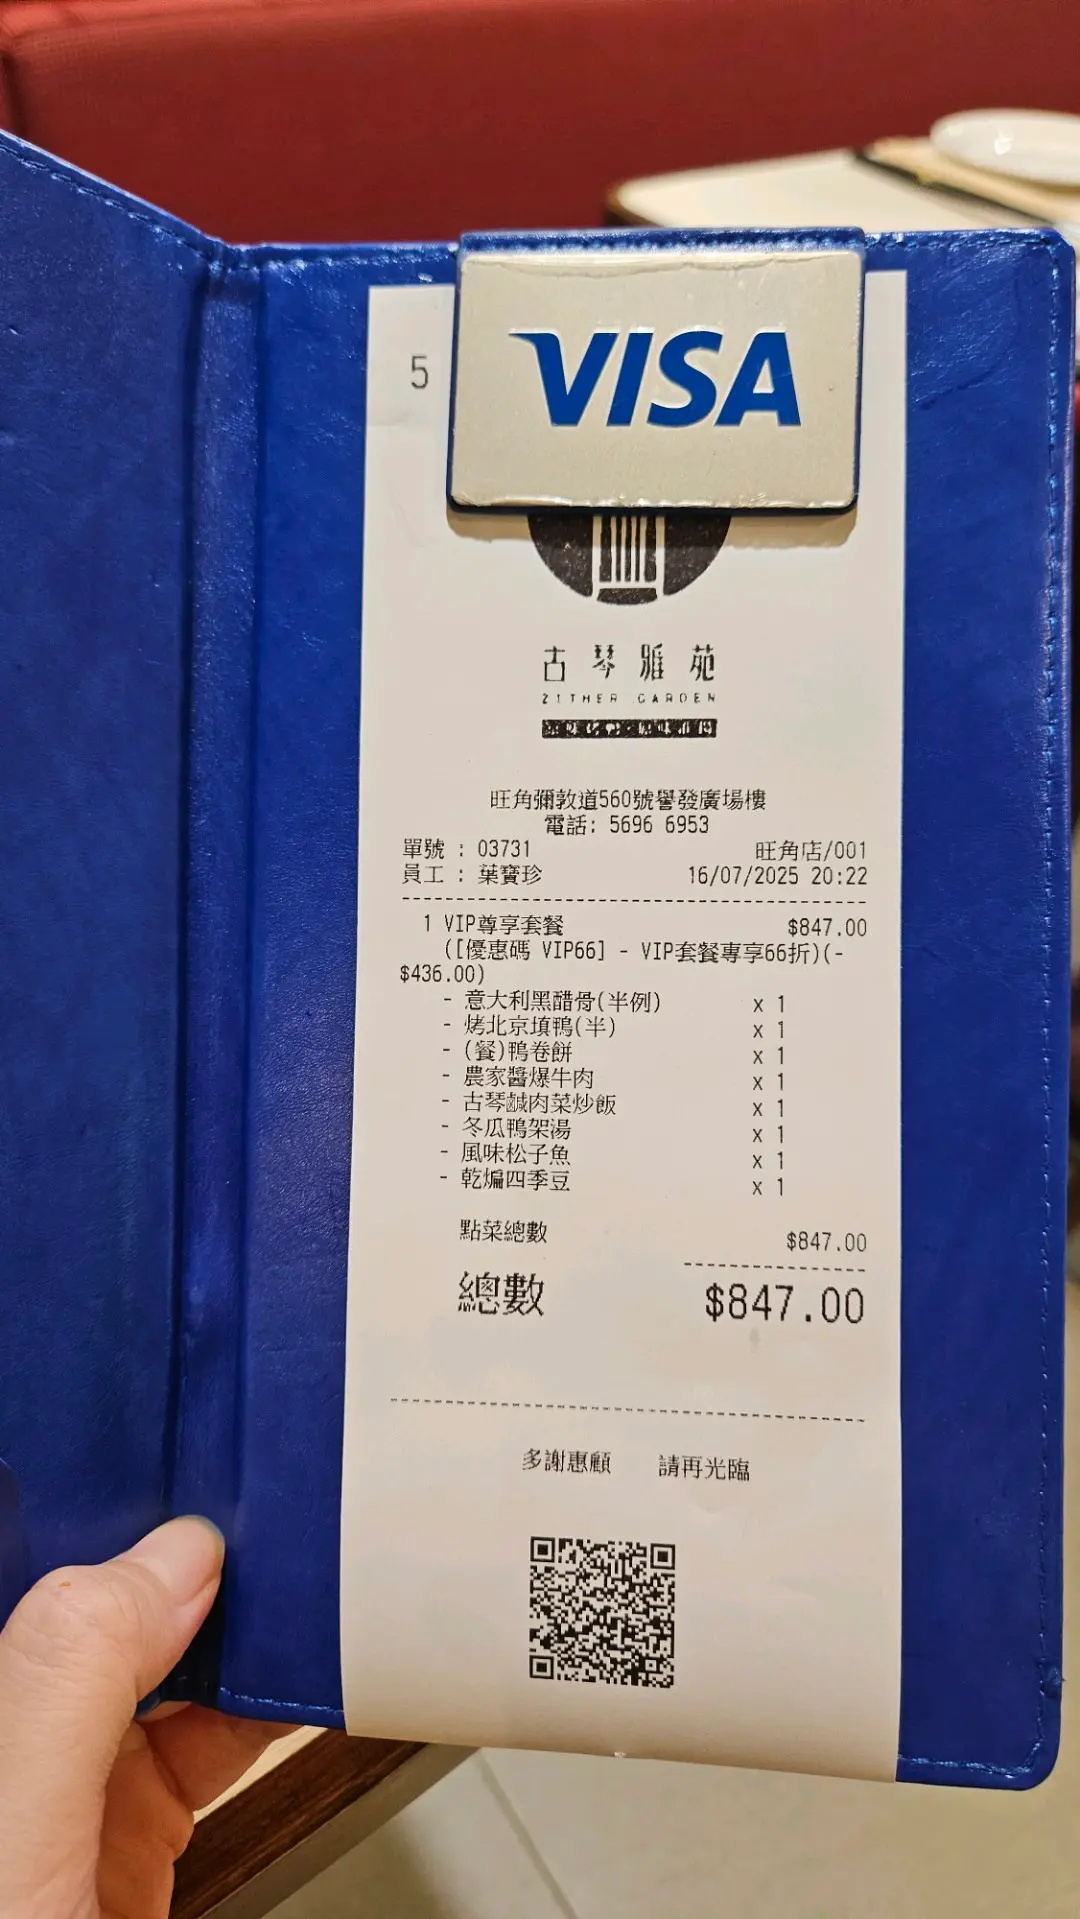 5
VISA
古琴雅苑
ZITHER GARDEN
旺角彌敦道560號譽發廣場樓
電話: 5696 6953
單號 : 03731 旺角店/001
員工 : 葉寶珍 16/07/2025 20:22
1 VIP尊享套餐 $847.00
([優惠碼 VIP66] - VIP套餐專享66折)(-
$436.00)
- 意大利黑醋骨(半例) x 1
- 烤北京填鴨(半) x 1
- (餐)鴨卷餅 x 1
- 農家醬爆牛肉 x 1
- 古琴鹹肉菜炒飯 x 1
- 冬瓜鴨架湯 x 1
- 風味松子魚 x 1
- 乾煸四季豆 x 1
點菜總數 $847.00
總數 $847.00
多謝惠顧 請再光臨